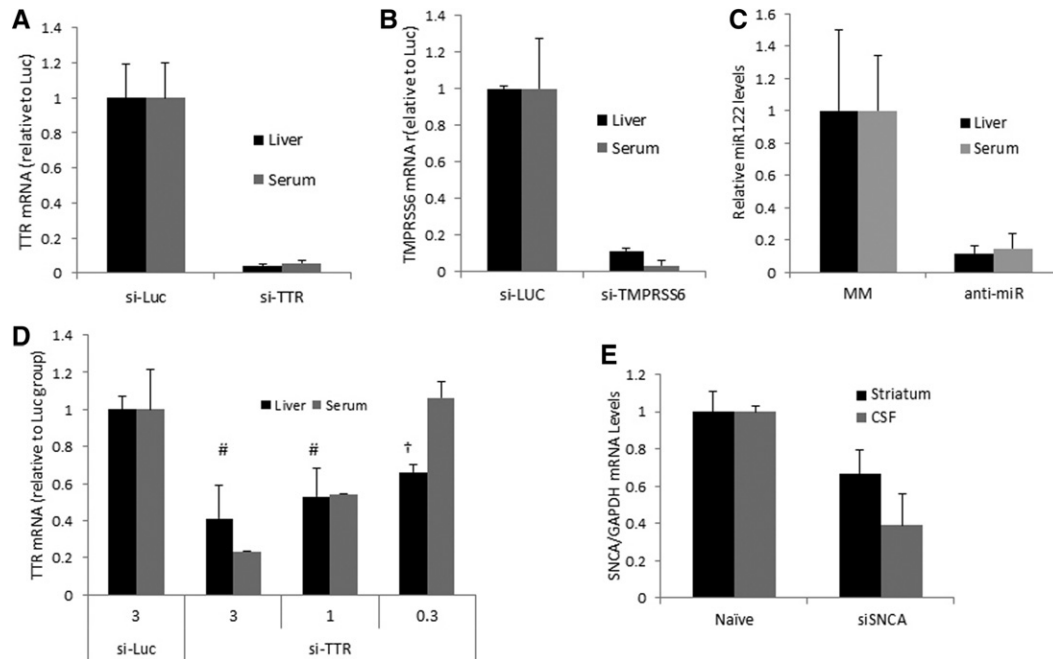 A
TTR mRNA (relative to Luc)
1.4
1.2
1
0.8
0.6
0.4
0.2
0
Liver
Serum
si-Luc
si-TTR
B
TMPRSS6 mRNA r(elative to Luc)
1.4
1.2
1
0.8
0.6
0.4
0.2
0
Liver
Serum
si-LUC
si-TMPRSS6
C
Relative miR122 levels
1.6
1.4
1.2
1
0.8
0.6
0.4
0.2
0
Liver
Serum
MM
anti-miR
D
TTR mRNA (relative to Luc group)
1.4
1.2
1
0.8
0.6
0.4
0.2
0
Liver Serum
# # †
3 3 1 0.3
si-Luc si-TTR
E
SNCA/GAPDH mRNA Levels
1.2
1
0.8
0.6
0.4
0.2
0
Striatum
CSF
Naïve
siSNCA